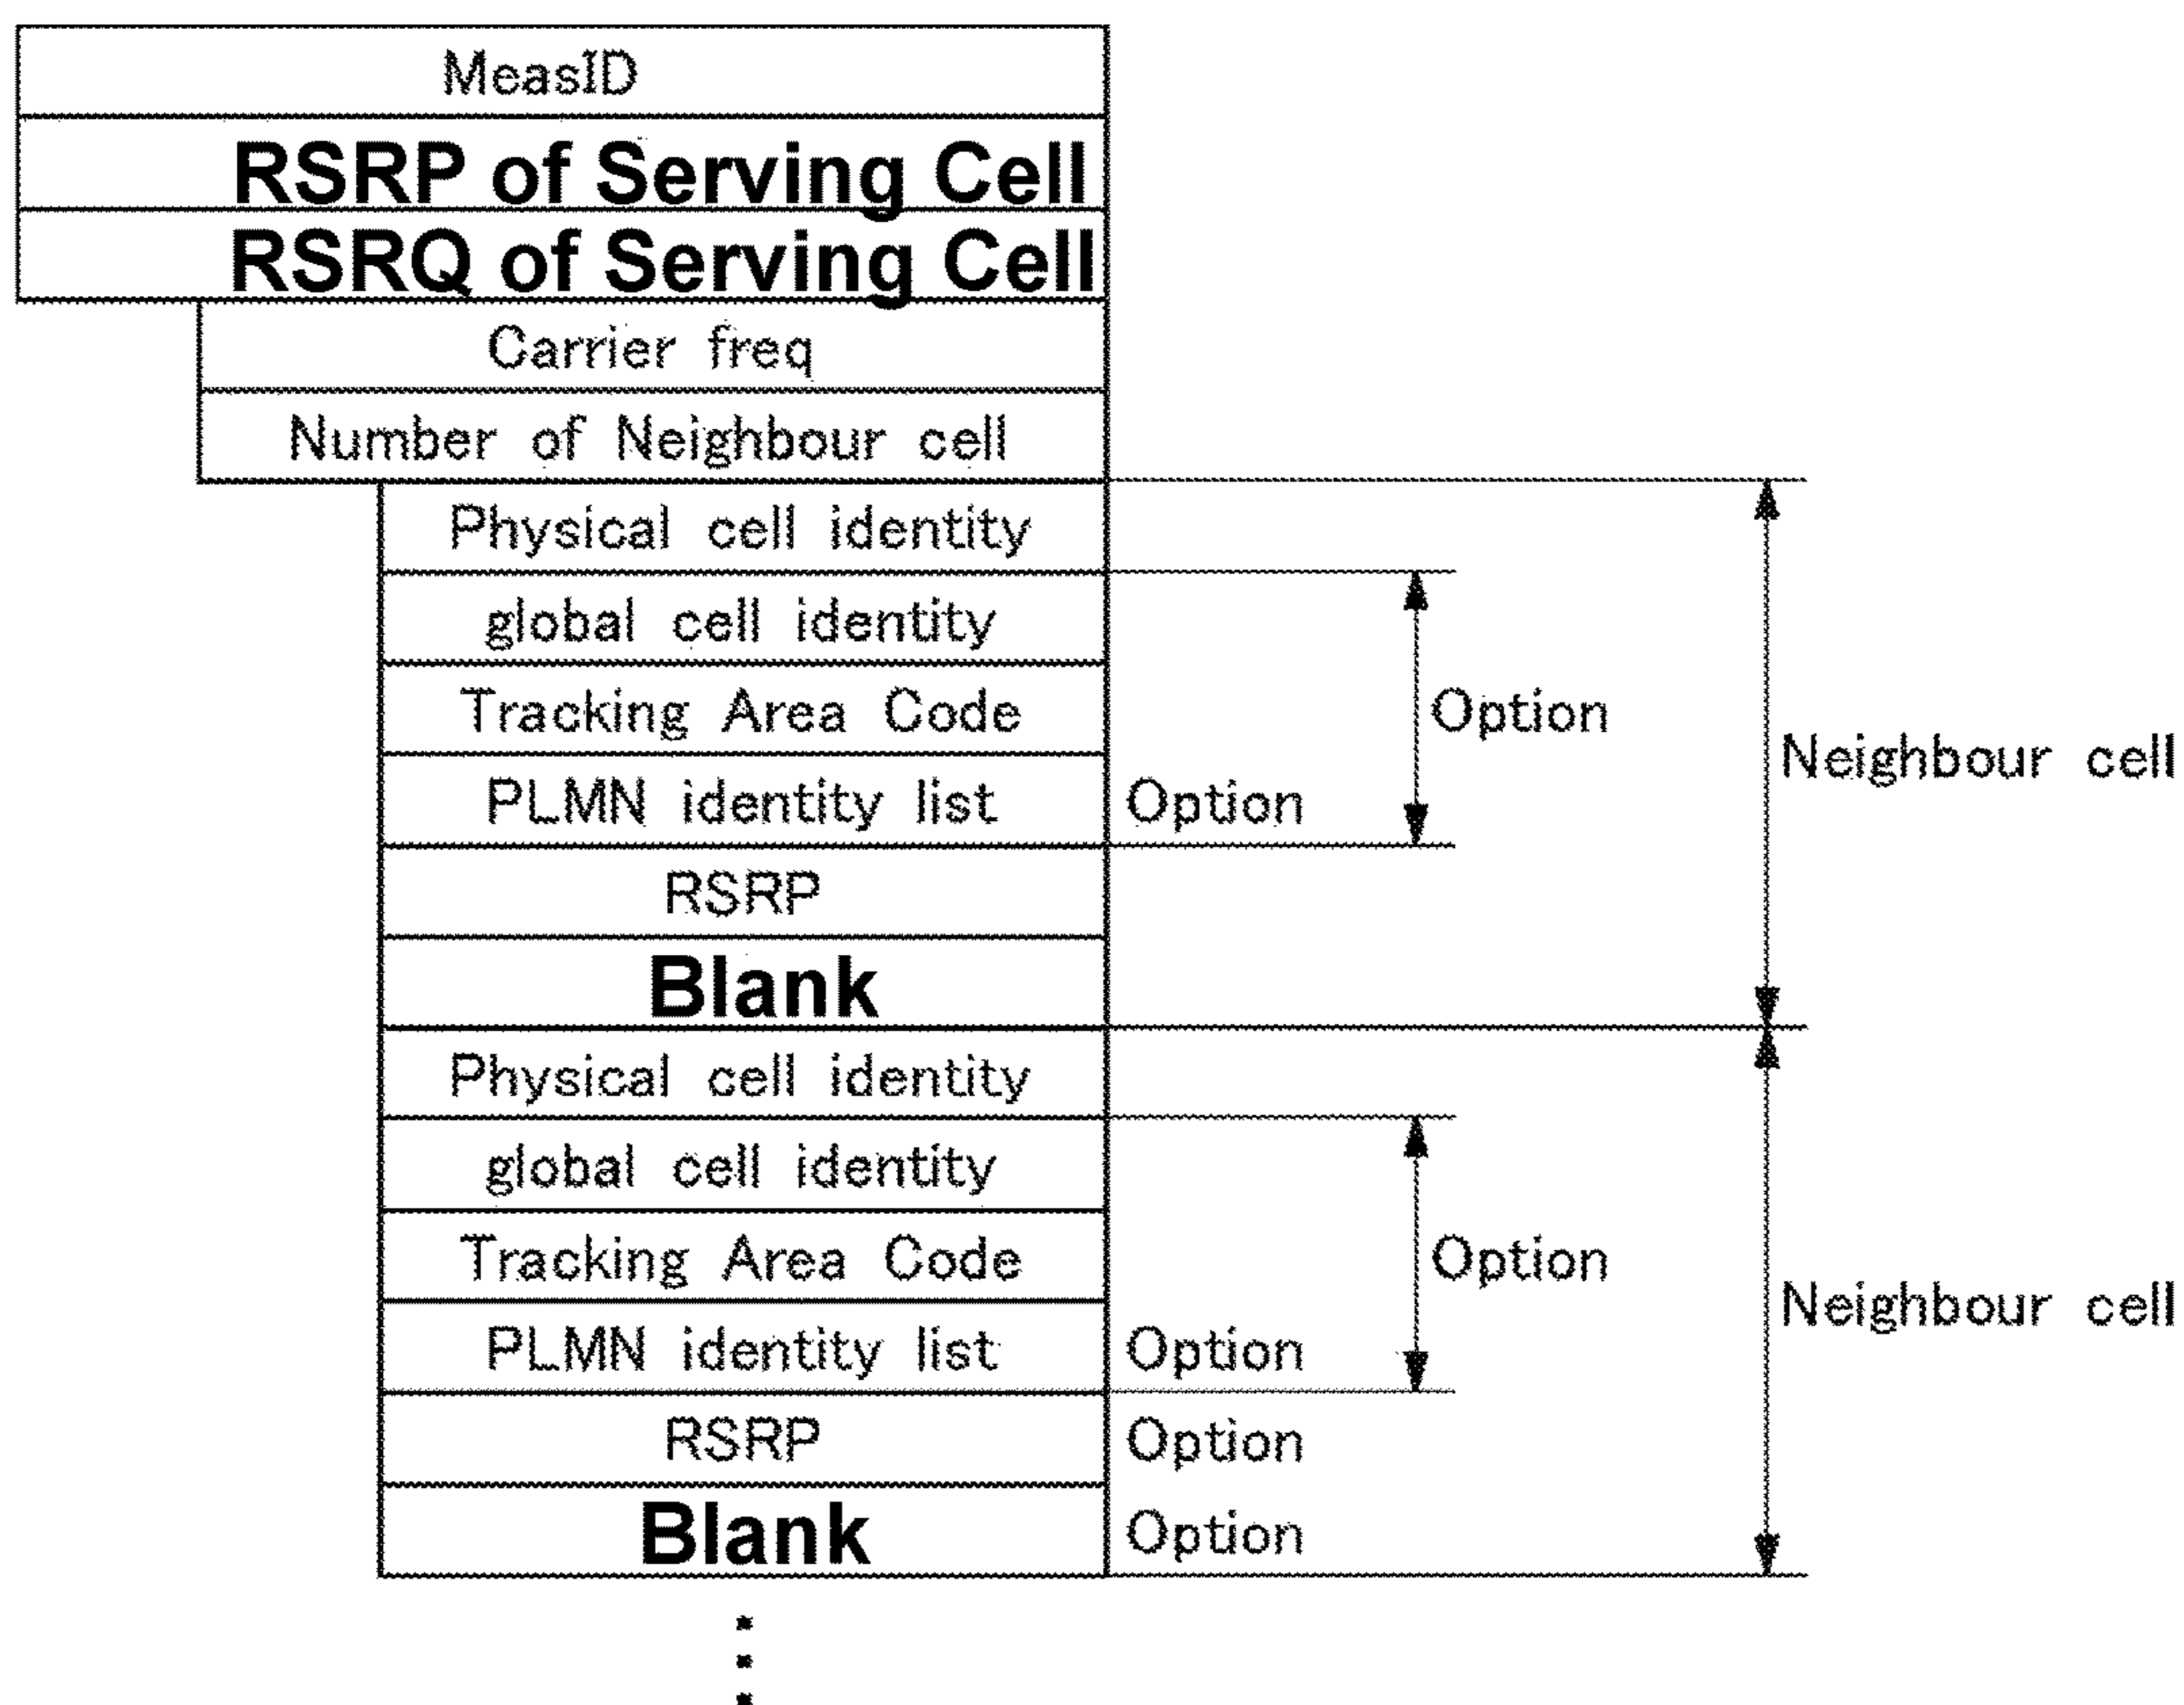 MeasID
RSRP of Serving Cell
RSRQ of Serving Cell
Carrier freq
Number of Neighbour cell
Physical cell identity
global cell identity
Tracking Area Code
Option
Neighbour cell
PLMN identity list
Option
RSRP
Blank
Physical cell identity
global cell identity
Tracking Area Code
Option
Neighbour cell
PLMN identity list
Option
RSRP
Option
Blank
Option